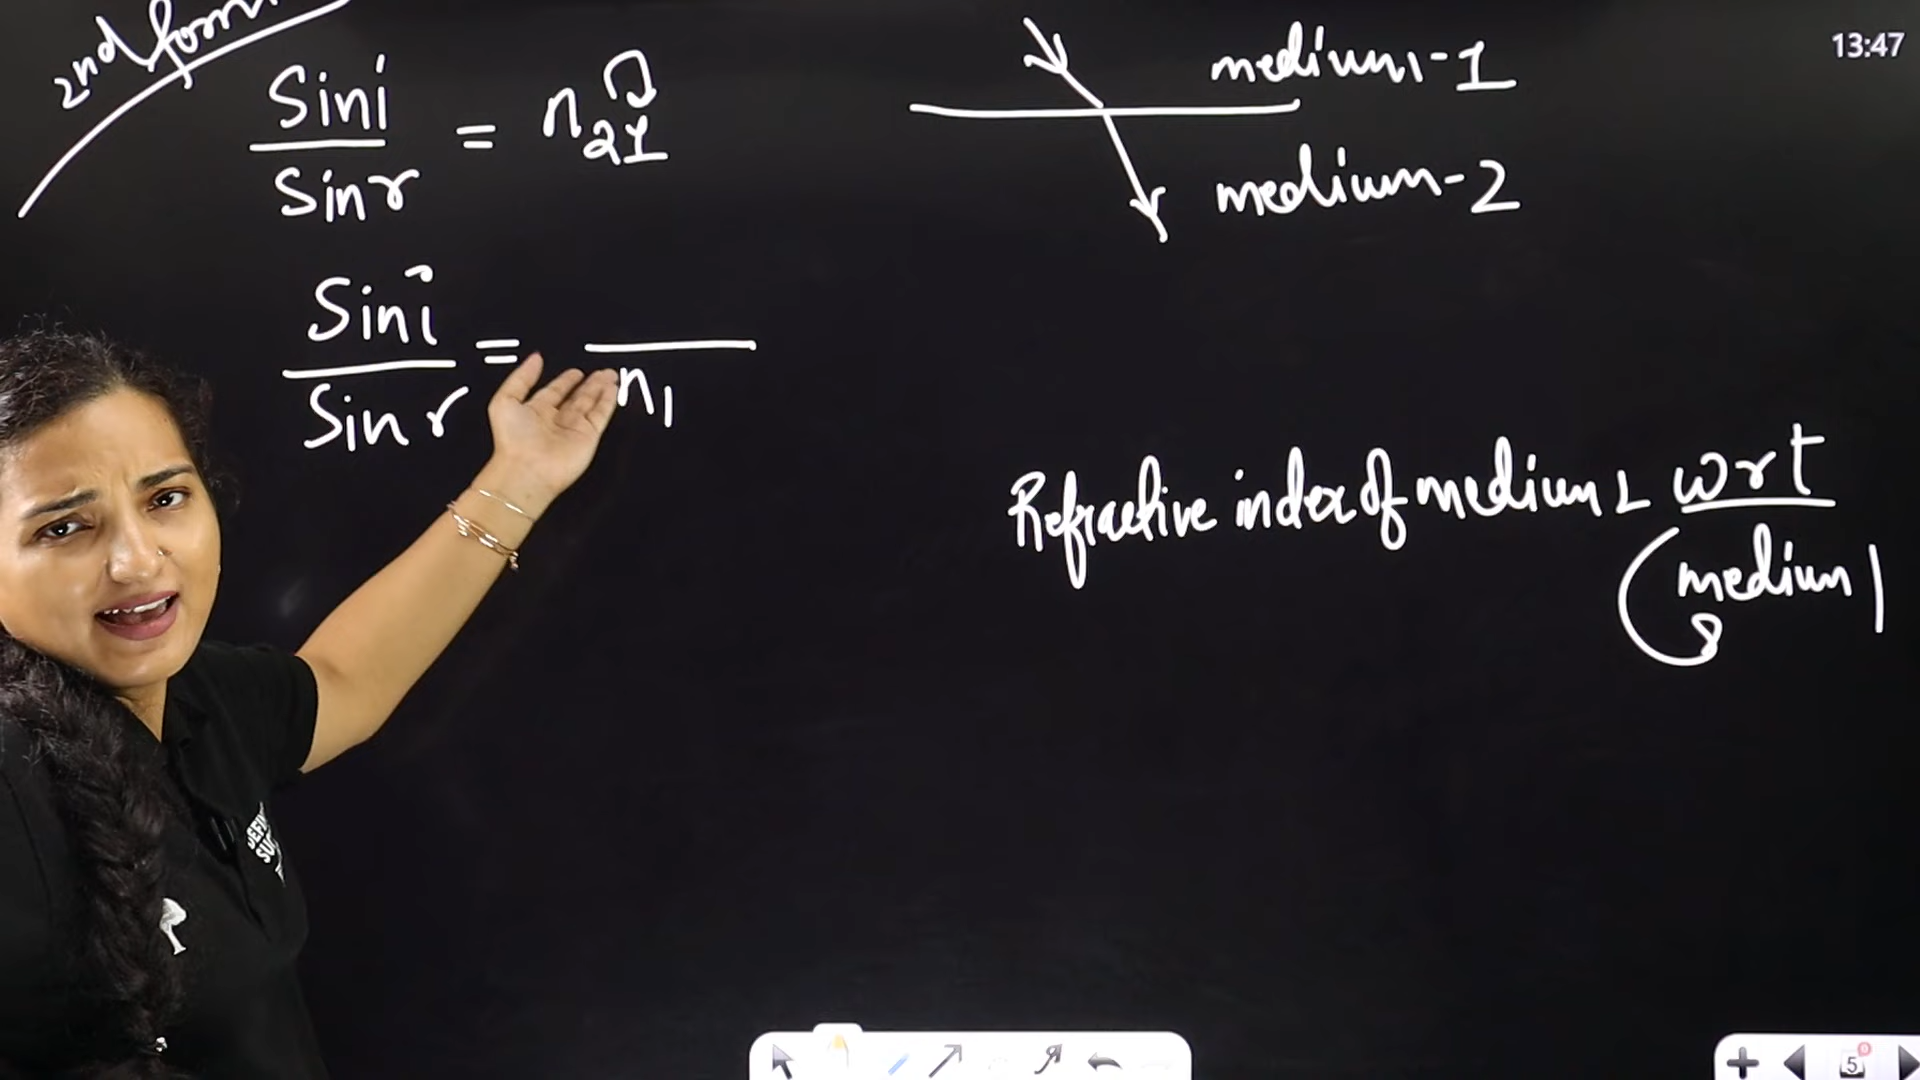 2nd form
13:47
Sin i
Sin r
= n21
medium-1
medium-2
Sin i
Sin r
=
n1
Refractive index of medium 2 wrt
medium 1
5